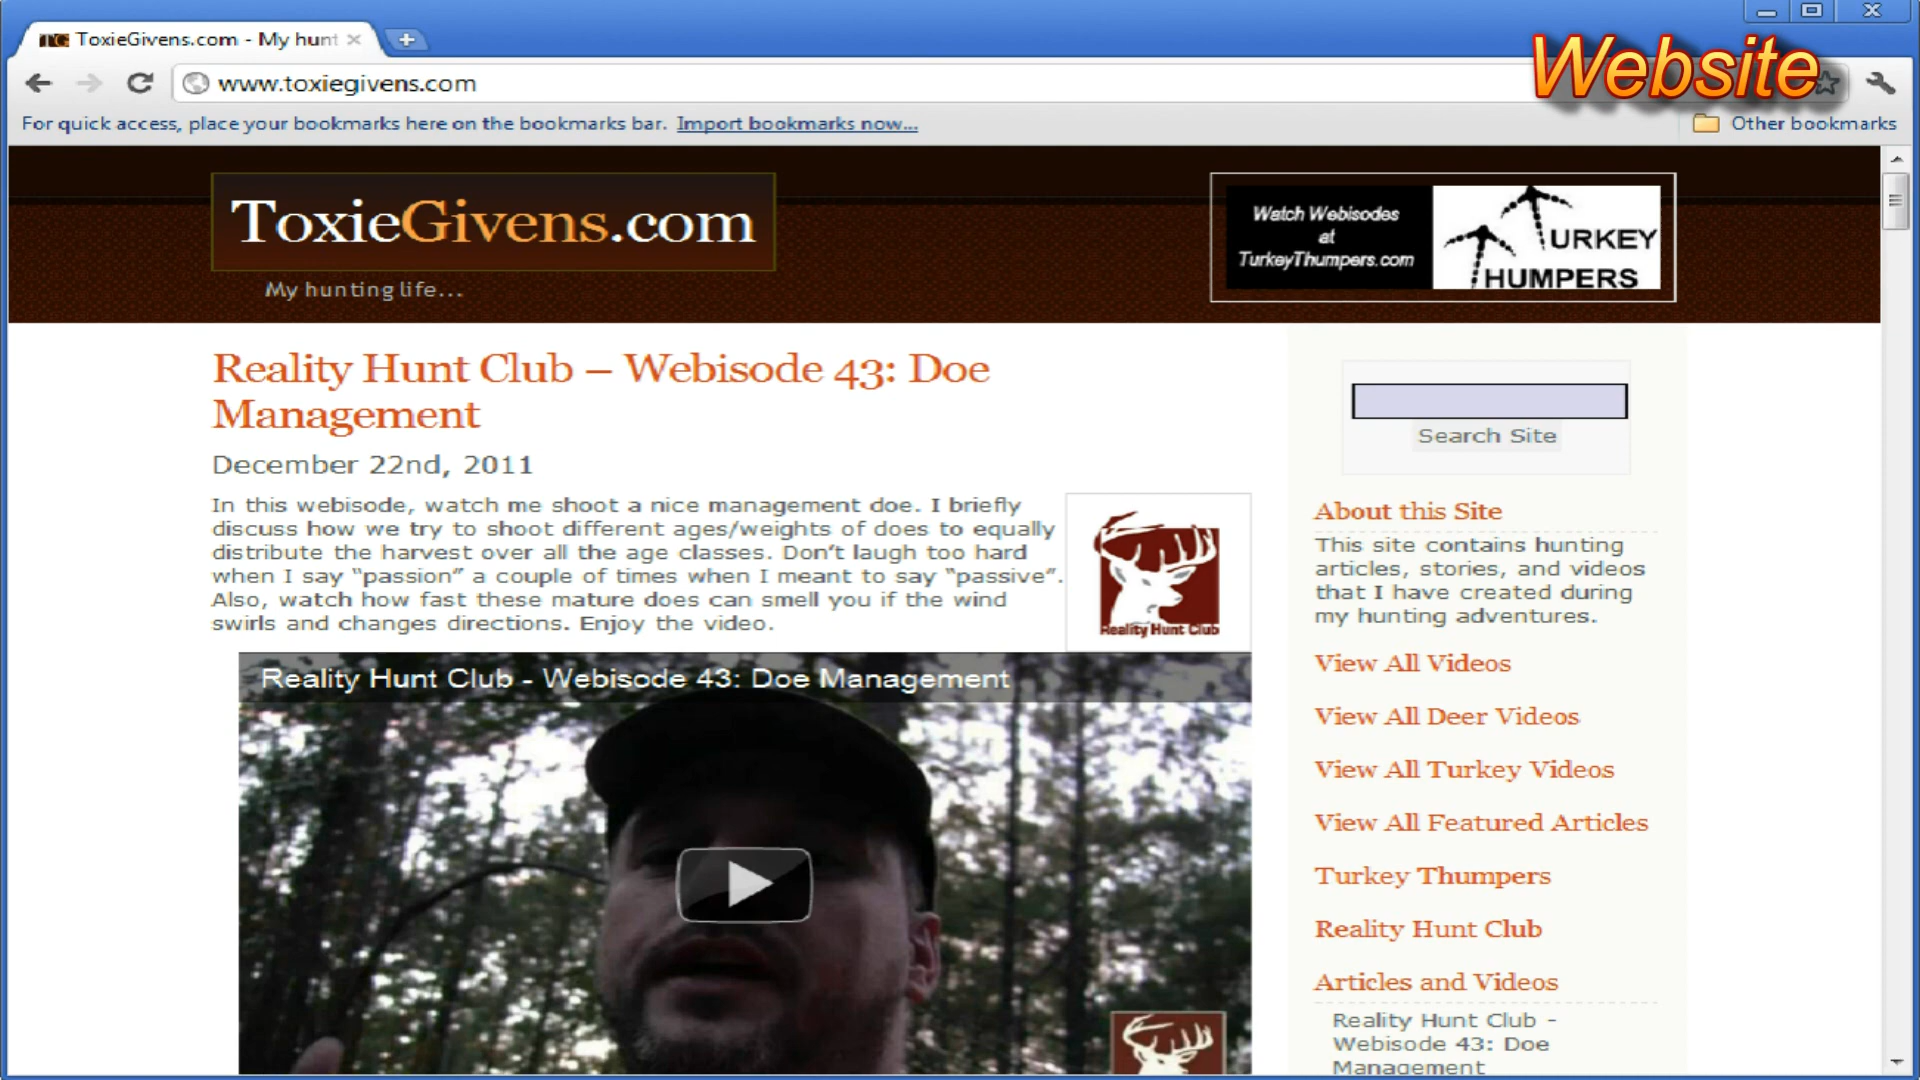 ToxieGivens.com - My hunt
Website
www.toxiegivens.com
For quick access, place your bookmarks here on the bookmarks bar. Import bookmarks now...
Other bookmarks
ToxieGivens.com
My hunting life...
Watch Webisodes
at
TurkeyThumpers.com
TURKEY
THUMPERS
Reality Hunt Club – Webisode 43: Doe
Management
December 22nd, 2011
In this webisode, watch me shoot a nice management doe. I briefly
discuss how we try to shoot different ages/weights of does to equally
distribute the harvest over all the age classes. Don’t laugh too hard
when I say “passion” a couple of times when I meant to say “passive”.
Also, watch how fast these mature does can smell you if the wind
swirls and changes directions. Enjoy the video.
Reality Hunt Club
Reality Hunt Club - Webisode 43: Doe Management
Search Site
About this Site
This site contains hunting
articles, stories, and videos
that I have created during
my hunting adventures.
View All Videos
View All Deer Videos
View All Turkey Videos
View All Featured Articles
Turkey Thumpers
Reality Hunt Club
Articles and Videos
Reality Hunt Club -
Webisode 43: Doe
Management